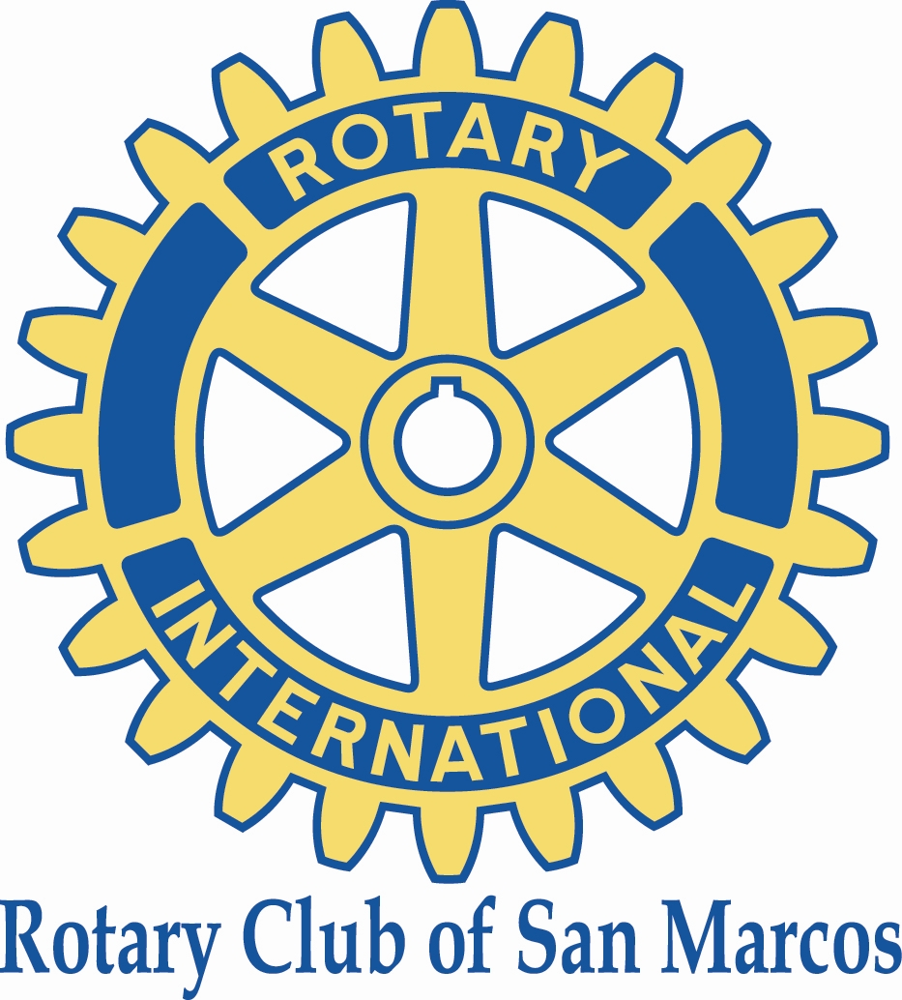 ROTARY
INTERNATIONAL
Rotary Club of San Marcos